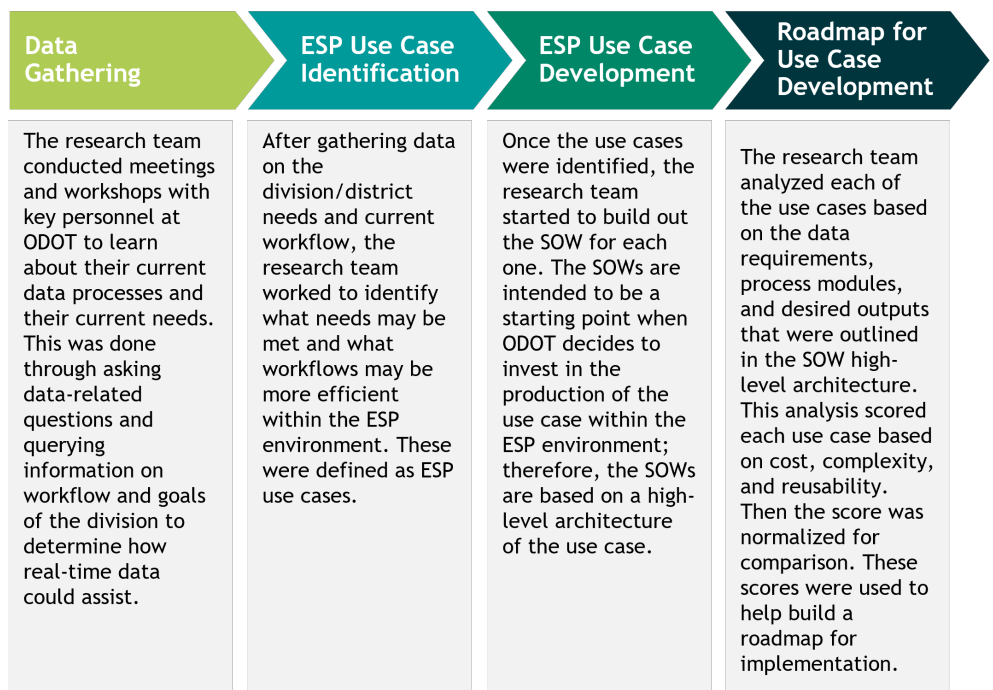 Data
Gathering
ESP Use Case
Identification
ESP Use Case
Development
Roadmap for
Use Case
Development
The research team
conducted meetings
and workshops with
key personnel at
ODOT to learn
about their current
data processes and
their current needs.
This was done
through asking
data-related
questions and
querying
information on
workflow and goals
of the division to
determine how
real-time data
could assist.
After gathering data
on the
division/district
needs and current
workflow, the
research team
worked to identify
what needs may be
met and what
workflows may be
more efficient
within the ESP
environment. These
were defined as ESP
use cases.
Once the use cases
were identified, the
research team
started to build out
the SOW for each
one. The SOWs are
intended to be a
starting point when
ODOT decides to
invest in the
production of the
use case within the
ESP environment;
therefore, the SOWs
are based on a high-
level architecture
of the use case.
The research team
analyzed each of
the use cases based
on the data
requirements,
process modules,
and desired outputs
that were outlined
in the SOW high-
level architecture.
This analysis scored
each use case based
on cost, complexity,
and reusability.
Then the score was
normalized for
comparison. These
scores were used to
help build a
roadmap for
implementation.